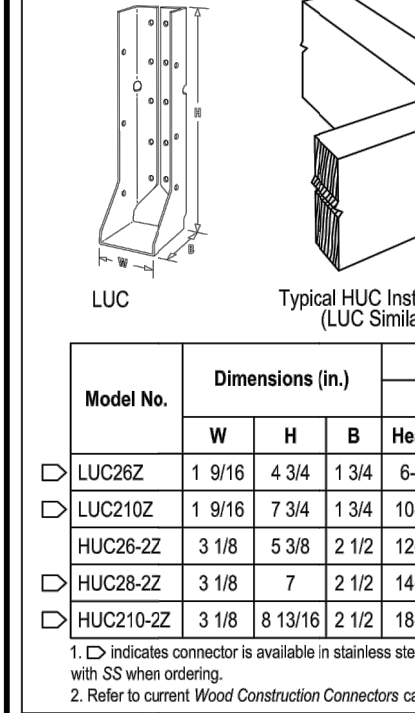 H
W
B
LUC
Typical HUC Inst
(LUC Simila
Model No.
Dimensions (in.)
W H B He
LUC26Z 1 9/16 4 3/4 1 3/4 6-
LUC210Z 1 9/16 7 3/4 1 3/4 10
HUC26-2Z 3 1/8 5 3/8 2 1/2 12
HUC28-2Z 3 1/8 7 2 1/2 14
HUC210-2Z 3 1/8 8 13/16 2 1/2 18
1. indicates connector is available in stainless ste
with SS when ordering.
2. Refer to current Wood Construction Connectors ca